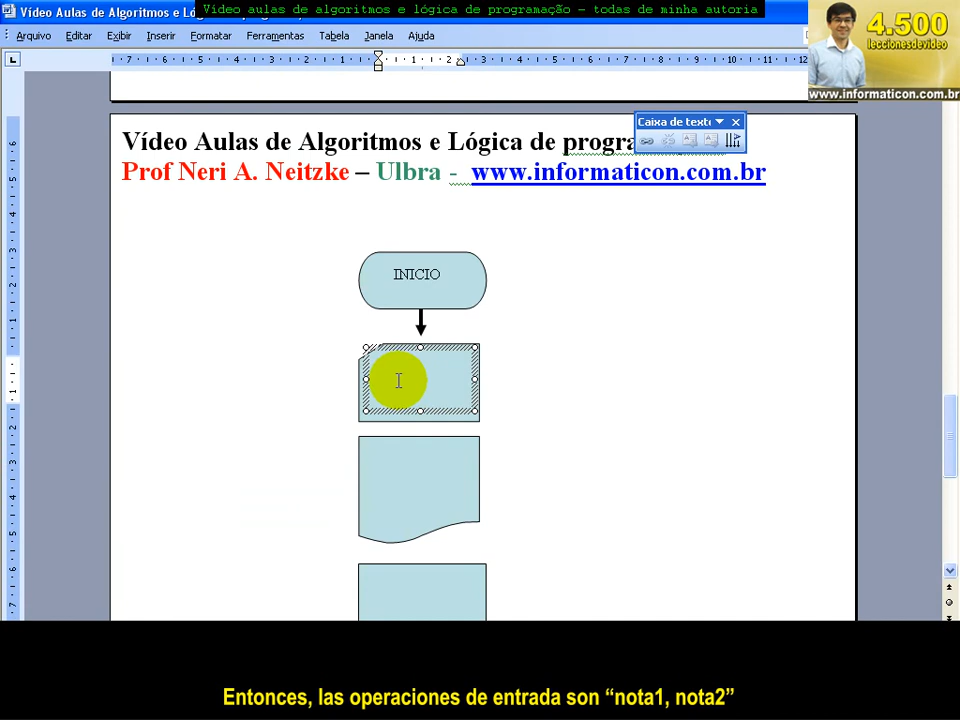 Vídeo aulas de algoritmos e lógica de programação – todas de minha autoria
Vídeo Aulas de Algoritmos e Ló
4.500
leccionesdevideo
www.informaticon.com.br
Arquivo Editar Exibir Inserir Formatar Ferramentas Tabela Janela Ajuda
Caixa de texto
Vídeo Aulas de Algoritmos e Lógica de progra
Prof Neri A. Neitzke – Ulbra - www.informaticon.com.br
INICIO
Entonces, las operaciones de entrada son “nota1, nota2”